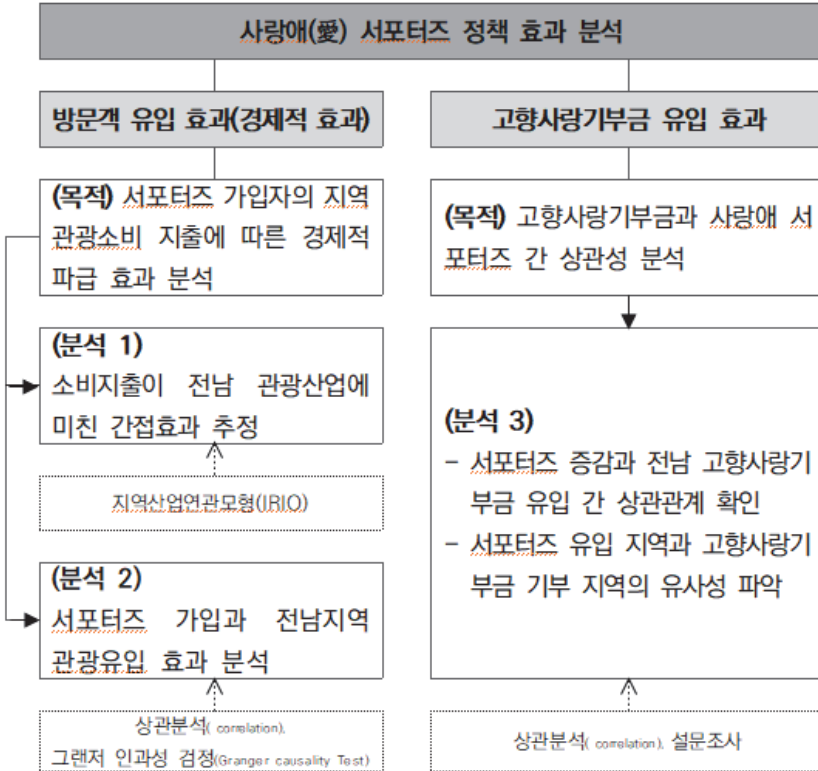 사랑애(愛) 서포터즈 정책 효과 분석
방문객 유입 효과(경제적 효과)
(목적) 서포터즈 가입자의 지역
관광소비 지출에 따른 경제적
파급 효과 분석
(분석 1)
소비지출이 전남 관광산업에
미친 간접효과 추정
지역산업연관모형(IRIO)
(분석 2)
서포터즈 가입과 전남지역
관광유입 효과 분석
상관분석( correlation),
그랜저 인과성 검정(Granger causality Test)
고향사랑기부금 유입 효과
(목적) 고향사랑기부금과 사랑애 서
포터즈 간 상관성 분석
(분석 3)
- 서포터즈 증감과 전남 고향사랑기
부금 유입 간 상관관계 확인
- 서포터즈 유입 지역과 고향사랑기
부금 기부 지역의 유사성 파악
상관분석( correlation), 설문조사